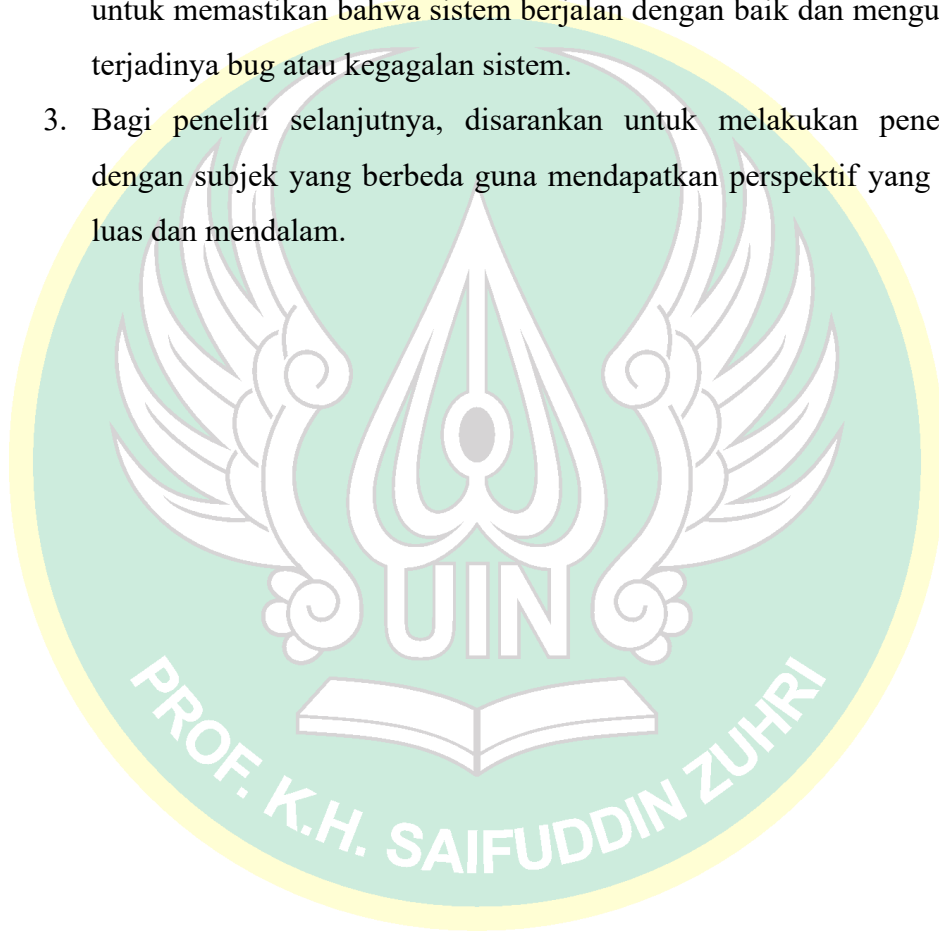 untuk memastikan bahwa sistem berjalan dengan baik dan mengu
terjadinya bug atau kegagalan sistem.
3. Bagi peneliti selanjutnya, disarankan untuk melakukan pene
dengan subjek yang berbeda guna mendapatkan perspektif yang
luas dan mendalam.
UIN
PROF. K.H. SAIFUDDIN ZUHRI